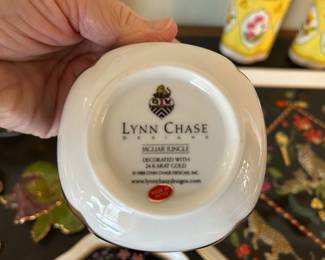 LYNN CHASE
DESIGNS
JAGUAR JUNGLE
DECORATED WITH
24 KARAT GOLD
©1988 LYNN CHASE DESIGNS, INC.
www.lynnchasedesigns.com